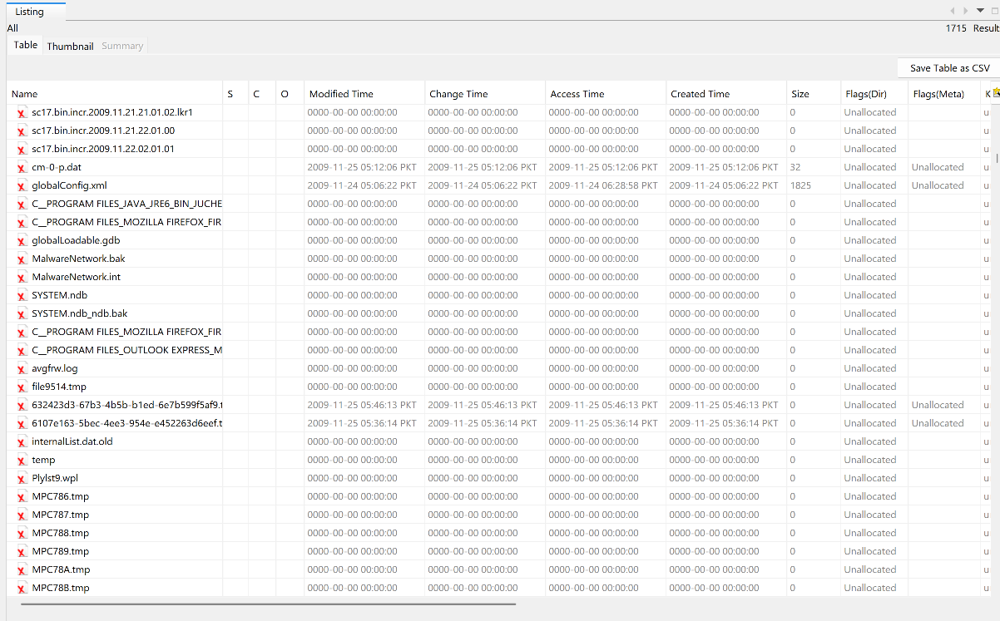 Listing
All
1715 Result
Table Thumbnail Summary
Save Table as CSV
Name S C O Modified Time Change Time Access Time Created Time Size Flags(Dir) Flags(Meta) K
sc17.bin.incr.2009.11.21.21.01.02.lkr1 0000-00-00 00:00:00 0000-00-00 00:00:00 0000-00-00 00:00:00 0000-00-00 00:00:00 0 Unallocated u
sc17.bin.incr.2009.11.21.22.01.00 0000-00-00 00:00:00 0000-00-00 00:00:00 0000-00-00 00:00:00 0000-00-00 00:00:00 0 Unallocated u
sc17.bin.incr.2009.11.22.02.01.01 0000-00-00 00:00:00 0000-00-00 00:00:00 0000-00-00 00:00:00 0000-00-00 00:00:00 0 Unallocated u
cm-0-p.dat 2009-11-25 05:12:06 PKT 2009-11-25 05:12:06 PKT 2009-11-25 05:12:06 PKT 2009-11-25 05:12:06 PKT 32 Unallocated Unallocated u
globalConfig.xml 2009-11-24 05:06:22 PKT 2009-11-24 05:06:22 PKT 2009-11-24 06:28:58 PKT 2009-11-24 05:06:22 PKT 1825 Unallocated Unallocated u
C__PROGRAM FILES_JAVA_JRE6_BIN_JUCHE 0000-00-00 00:00:00 0000-00-00 00:00:00 0000-00-00 00:00:00 0000-00-00 00:00:00 0 Unallocated u
C__PROGRAM FILES_MOZILLA FIREFOX_FIR 0000-00-00 00:00:00 0000-00-00 00:00:00 0000-00-00 00:00:00 0000-00-00 00:00:00 0 Unallocated u
globalLoadable.gdb 0000-00-00 00:00:00 0000-00-00 00:00:00 0000-00-00 00:00:00 0000-00-00 00:00:00 0 Unallocated u
MalwareNetwork.bak 0000-00-00 00:00:00 0000-00-00 00:00:00 0000-00-00 00:00:00 0000-00-00 00:00:00 0 Unallocated u
MalwareNetwork.int 0000-00-00 00:00:00 0000-00-00 00:00:00 0000-00-00 00:00:00 0000-00-00 00:00:00 0 Unallocated u
SYSTEM.ndb 0000-00-00 00:00:00 0000-00-00 00:00:00 0000-00-00 00:00:00 0000-00-00 00:00:00 0 Unallocated u
SYSTEM.ndb_ndb.bak 0000-00-00 00:00:00 0000-00-00 00:00:00 0000-00-00 00:00:00 0000-00-00 00:00:00 0 Unallocated u
C__PROGRAM FILES_MOZILLA FIREFOX_FIR 0000-00-00 00:00:00 0000-00-00 00:00:00 0000-00-00 00:00:00 0000-00-00 00:00:00 0 Unallocated u
C__PROGRAM FILES_OUTLOOK EXPRESS_M 0000-00-00 00:00:00 0000-00-00 00:00:00 0000-00-00 00:00:00 0000-00-00 00:00:00 0 Unallocated u
avgfrw.log 0000-00-00 00:00:00 0000-00-00 00:00:00 0000-00-00 00:00:00 0000-00-00 00:00:00 0 Unallocated u
file9514.tmp 0000-00-00 00:00:00 0000-00-00 00:00:00 0000-00-00 00:00:00 0000-00-00 00:00:00 0 Unallocated u
632423d3-67b3-4b5b-b1ed-6e7b599f5af9.t 2009-11-25 05:46:13 PKT 2009-11-25 05:46:13 PKT 2009-11-25 05:46:13 PKT 2009-11-25 05:46:13 PKT 0 Unallocated Unallocated u
6107e163-5bec-4ee3-954e-e452263d6eef.t 2009-11-25 05:36:14 PKT 2009-11-25 05:36:14 PKT 2009-11-25 05:36:14 PKT 2009-11-25 05:36:14 PKT 0 Unallocated Unallocated u
internalList.dat.old 0000-00-00 00:00:00 0000-00-00 00:00:00 0000-00-00 00:00:00 0000-00-00 00:00:00 0 Unallocated u
temp 0000-00-00 00:00:00 0000-00-00 00:00:00 0000-00-00 00:00:00 0000-00-00 00:00:00 0 Unallocated u
Plylst9.wpl 0000-00-00 00:00:00 0000-00-00 00:00:00 0000-00-00 00:00:00 0000-00-00 00:00:00 0 Unallocated u
MPC786.tmp 0000-00-00 00:00:00 0000-00-00 00:00:00 0000-00-00 00:00:00 0000-00-00 00:00:00 0 Unallocated u
MPC787.tmp 0000-00-00 00:00:00 0000-00-00 00:00:00 0000-00-00 00:00:00 0000-00-00 00:00:00 0 Unallocated u
MPC788.tmp 0000-00-00 00:00:00 0000-00-00 00:00:00 0000-00-00 00:00:00 0000-00-00 00:00:00 0 Unallocated u
MPC789.tmp 0000-00-00 00:00:00 0000-00-00 00:00:00 0000-00-00 00:00:00 0000-00-00 00:00:00 0 Unallocated u
MPC78A.tmp 0000-00-00 00:00:00 0000-00-00 00:00:00 0000-00-00 00:00:00 0000-00-00 00:00:00 0 Unallocated u
MPC78B.tmp 0000-00-00 00:00:00 0000-00-00 00:00:00 0000-00-00 00:00:00 0000-00-00 00:00:00 0 Unallocated u